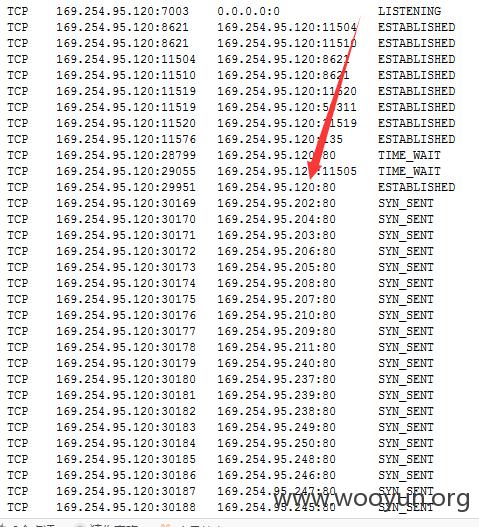 TCP 169.254.95.120:7003 0.0.0.0:0 LISTENING
TCP 169.254.95.120:8621 169.254.95.120:11504 ESTABLISHED
TCP 169.254.95.120:8621 169.254.95.120:11510 ESTABLISHED
TCP 169.254.95.120:11504 169.254.95.120:8621 ESTABLISHED
TCP 169.254.95.120:11510 169.254.95.120:8621 ESTABLISHED
TCP 169.254.95.120:11519 169.254.95.120:11520 ESTABLISHED
TCP 169.254.95.120:11519 ESTABLISHED
TCP 169.254.95.120:11520 169.254.95.120:11519 ESTABLISHED
TCP 169.254.95.120:11576 ESTABLISHED
TCP 169.254.95.120:28799 169.254.95.120:80 TIME_WAIT
TCP 169.254.95.120:29055 169.254.95.120:11505 TIME_WAIT
TCP 169.254.95.120:29951 169.254.95.120:80 ESTABLISHED
TCP 169.254.95.120:30169 169.254.95.202:80 SYN_SENT
TCP 169.254.95.120:30170 169.254.95.204:80 SYN_SENT
TCP 169.254.95.120:30171 169.254.95.203:80 SYN_SENT
TCP 169.254.95.120:30172 169.254.95.206:80 SYN_SENT
TCP 169.254.95.120:30173 169.254.95.205:80 SYN_SENT
TCP 169.254.95.120:30174 169.254.95.208:80 SYN_SENT
TCP 169.254.95.120:30175 169.254.95.207:80 SYN_SENT
TCP 169.254.95.120:30176 169.254.95.210:80 SYN_SENT
TCP 169.254.95.120:30177 169.254.95.209:80 SYN_SENT
TCP 169.254.95.120:30178 169.254.95.211:80 SYN_SENT
TCP 169.254.95.120:30179 169.254.95.240:80 SYN_SENT
TCP 169.254.95.120:30180 169.254.95.237:80 SYN_SENT
TCP 169.254.95.120:30181 169.254.95.239:80 SYN_SENT
TCP 169.254.95.120:30182 169.254.95.238:80 SYN_SENT
TCP 169.254.95.120:30183 169.254.95.249:80 SYN_SENT
TCP 169.254.95.120:30184 169.254.95.250:80 SYN_SENT
TCP 169.254.95.120:30185 169.254.95.248:80 SYN_SENT
TCP 169.254.95.120:30186 169.254.95.246:80 SYN_SENT
TCP 169.254.95.120:30187 169.254.95.247:80 SYN_SENT
TCP 169.254.95.120:30188 169.254.95.245:80 SYN_SENT
www.wooyun.org